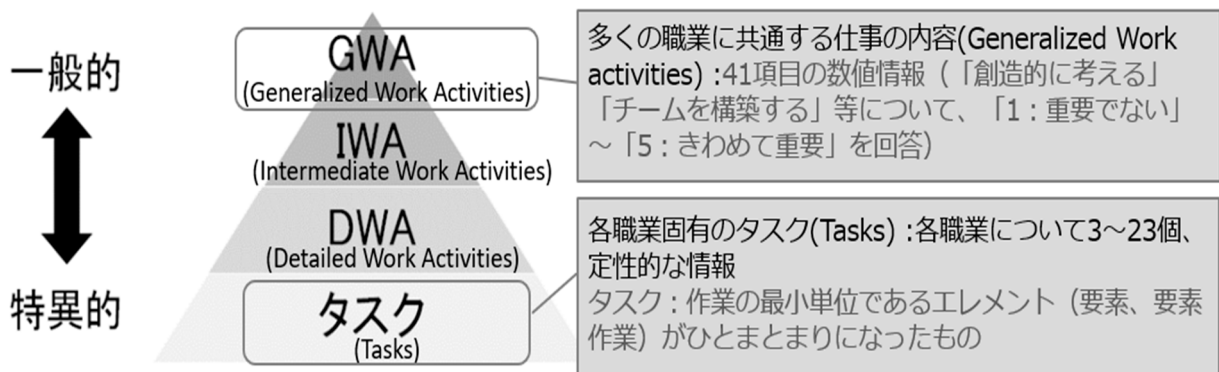 一般的
特異的
GWA
(Generalized Work Activities)
IWA
(Intermediate Work Activities)
DWA
(Detailed Work Activities)
タスク
(Tasks)
多くの職業に共通する仕事の内容(Generalized Work
activities) :41項目の数値情報（「創造的に考える」
「チームを構築する」等について、「1：重要でない」
～「5：きわめて重要」を回答）
各職業固有のタスク(Tasks) :各職業について3～23個、
定性的な情報
タスク：作業の最小単位であるエレメント（要素、要素
作業）がひとまとまりになったもの